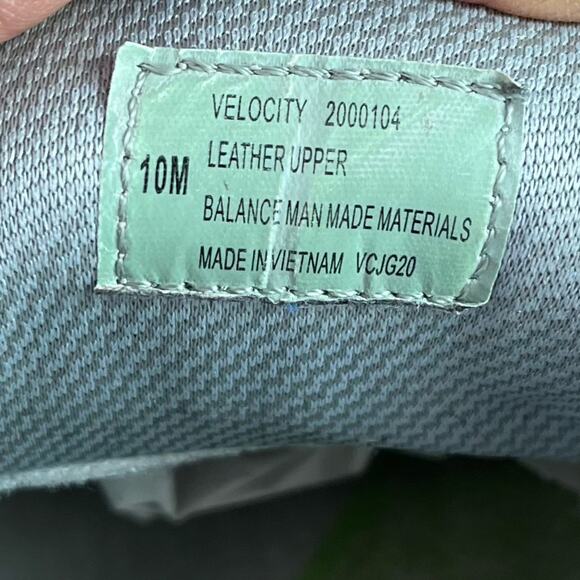 VELOCITY 2000104
LEATHER UPPER
10M
BALANCE MAN MADE MATERIALS
MADE IN VIETNAM VCJG20